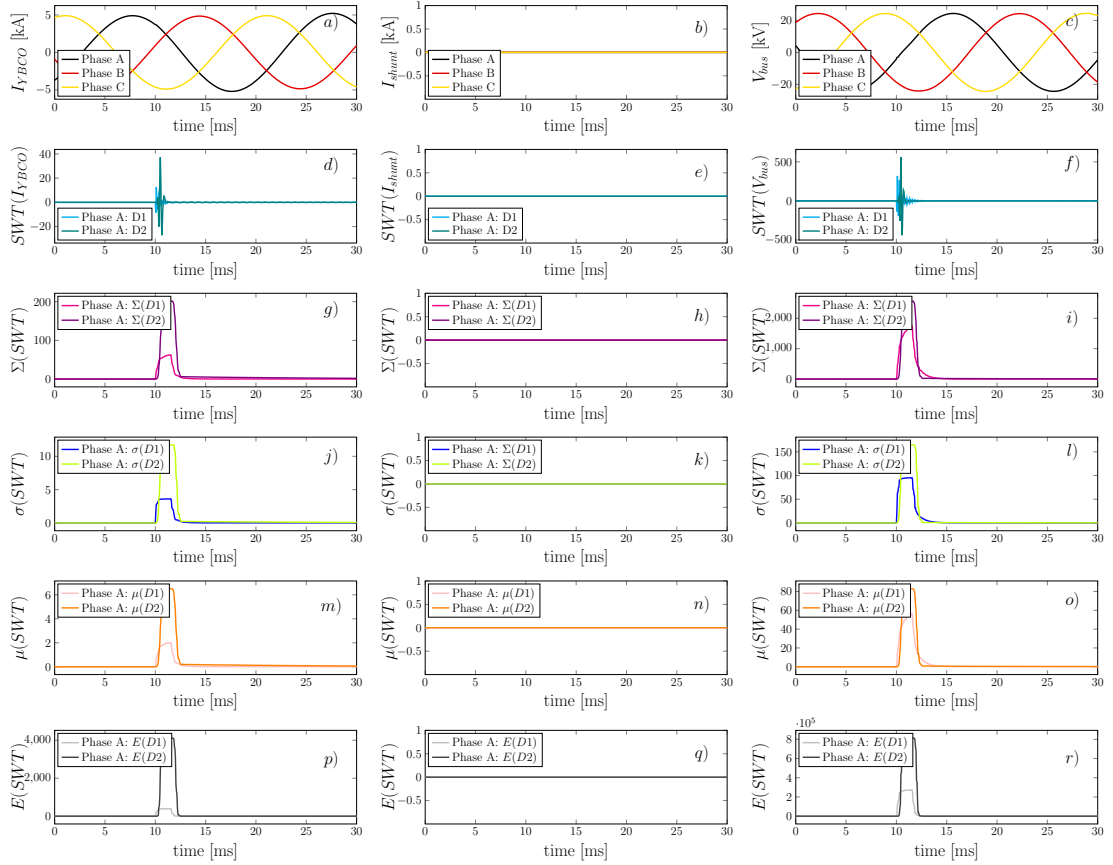 I_YBCO [kA]
5
0
−5
a)
Phase A
Phase B
Phase C
0 5 10 15 20 25 30
time [ms]
I_shunt [kA]
−0.5
b)
Phase A
Phase B
Phase C
0 5 10 15 20 25 30
time [ms]
V_bus [kV]
20
0
−20
c)
Phase A
Phase B
Phase C
0 5 10 15 20 25 30
time [ms]
SWT(I_YBCO)
40
20
0
−20
d)
Phase A: D1
Phase A: D2
0 5 10 15 20 25 30
time [ms]
SWT(I_shunt)
1
0.5
0
−0.5
e)
Phase A: D1
Phase A: D2
0 5 10 15 20 25 30
time [ms]
SWT(V_bus)
500
0
−500
f)
Phase A: D1
Phase A: D2
0 5 10 15 20 25 30
time [ms]
Σ(SWT)
200
100
0
g)
Phase A: Σ(D1)
Phase A: Σ(D2)
0 5 10 15 20 25 30
time [ms]
Σ(SWT)
1
0.5
0
−0.5
h)
Phase A: Σ(D1)
Phase A: Σ(D2)
0 5 10 15 20 25 30
time [ms]
Σ(SWT)
2,000
1,000
0
i)
Phase A: Σ(D1)
Phase A: Σ(D2)
0 5 10 15 20 25 30
time [ms]
σ(SWT)
10
5
0
j)
Phase A: σ(D1)
Phase A: σ(D2)
0 5 10 15 20 25 30
time [ms]
σ(SWT)
1
0.5
0
−0.5
k)
Phase A: Σ(D1)
Phase A: Σ(D2)
0 5 10 15 20 25 30
time [ms]
σ(SWT)
150
100
50
0
l)
Phase A: σ(D1)
Phase A: σ(D2)
0 5 10 15 20 25 30
time [ms]
μ(SWT)
6
4
2
0
m)
Phase A: μ(D1)
Phase A: μ(D2)
0 5 10 15 20 25 30
time [ms]
μ(SWT)
1
0.5
0
−0.5
n)
Phase A: μ(D1)
Phase A: μ(D2)
0 5 10 15 20 25 30
time [ms]
μ(SWT)
80
60
40
20
0
o)
Phase A: μ(D1)
Phase A: μ(D2)
0 5 10 15 20 25 30
time [ms]
E(SWT)
4,000
2,000
0
p)
Phase A: E(D1)
Phase A: E(D2)
0 5 10 15 20 25 30
time [ms]
E(SWT)
1
0.5
0
−0.5
q)
Phase A: E(D1)
Phase A: E(D2)
0 5 10 15 20 25 30
time [ms]
·10⁵
E(SWT)
8
6
4
2
0
r)
Phase A: E(D1)
Phase A: E(D2)
0 5 10 15 20 25 30
time [ms]